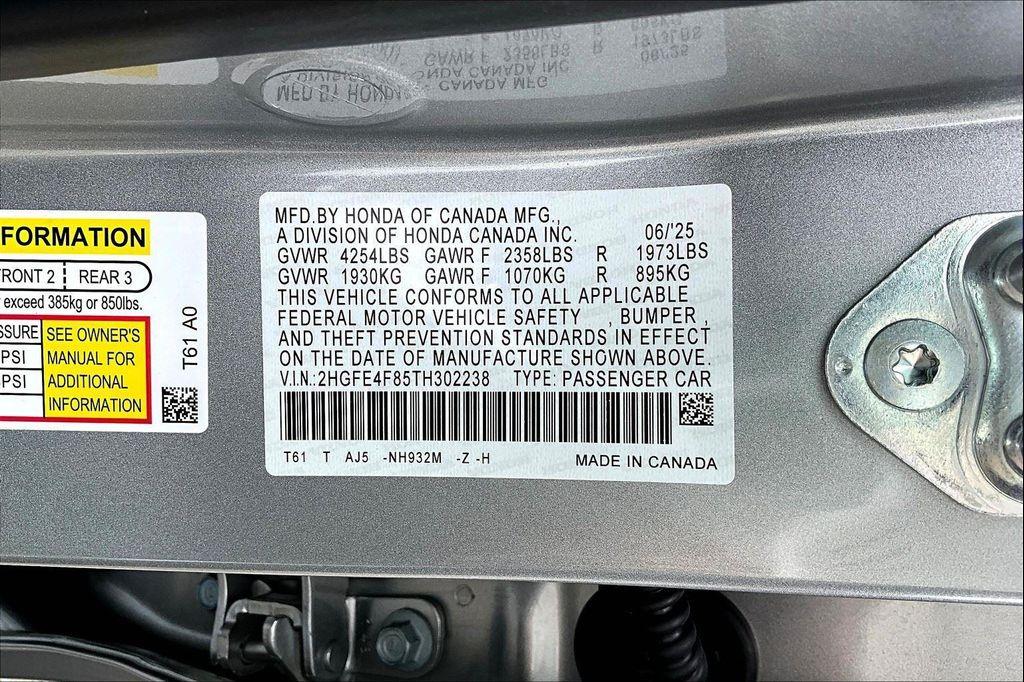 FORMATION
FRONT 2 REAR 3
exceed 385kg or 850lbs.
SSURE
PSI
PSI
SEE OWNER'S
MANUAL FOR
ADDITIONAL
INFORMATION
T61 A0
MFD.BY HONDA OF CANADA MFG.,
A DIVISION OF HONDA CANADA INC. 06/'25
GVWR 4254LBS GAWR F 2358LBS R 1973LBS
GVWR 1930KG GAWR F 1070KG R 895KG
THIS VEHICLE CONFORMS TO ALL APPLICABLE
FEDERAL MOTOR VEHICLE SAFETY , BUMPER ,
AND THEFT PREVENTION STANDARDS IN EFFECT
ON THE DATE OF MANUFACTURE SHOWN ABOVE.
V.I.N.:2HGFE4F85TH302238 TYPE: PASSENGER CAR
T61 T AJ5 -NH932M -Z -H MADE IN CANADA